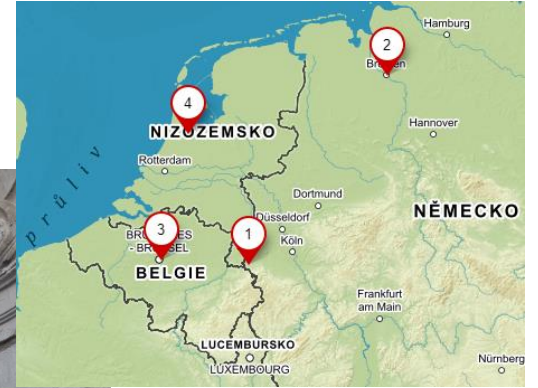 Hamburg
2
Hannover
4
NIZOZEMSKO
Rotterdam
průliv
Dortmund
Düsseldorf
NĚMECKO
3
1
Köln
BELGIE
Frankfurt
am Main
LUCEMBURSKO
LUXEMBOURG
Nürnberg